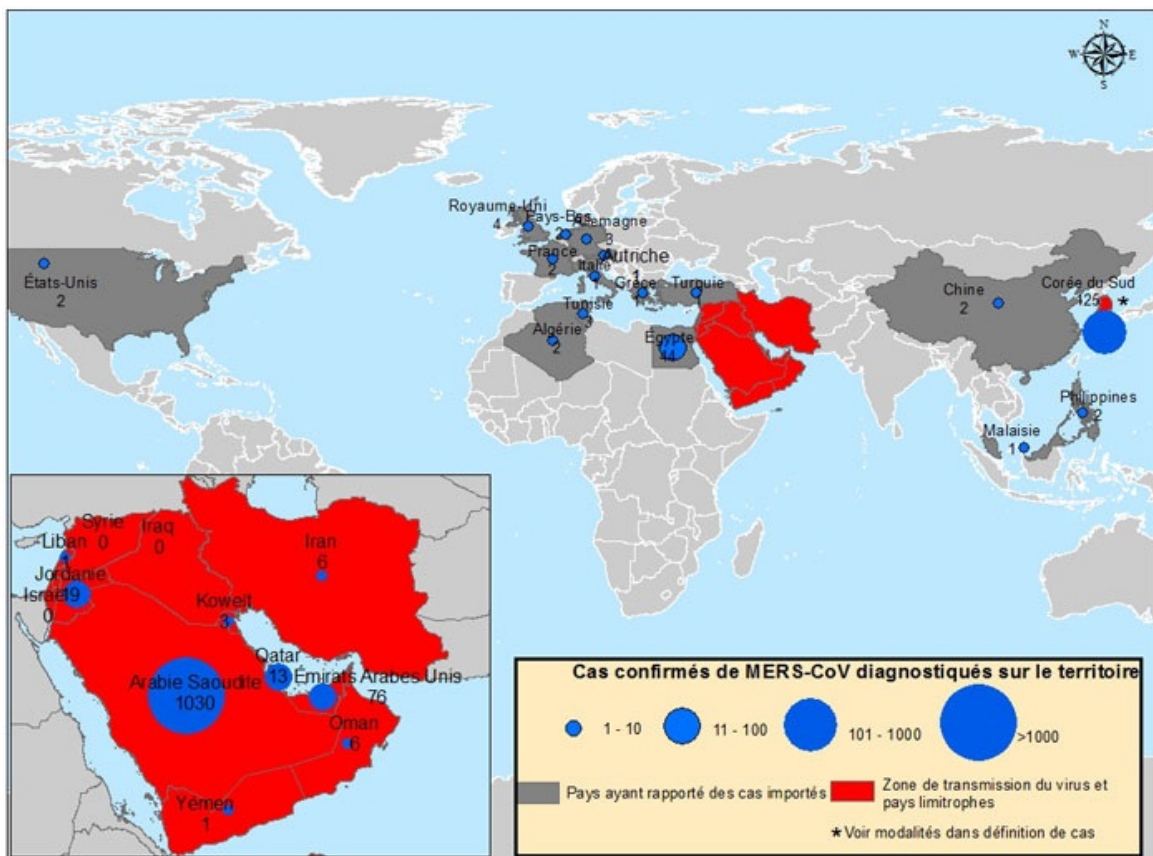 N
W
E
S
Royaume-Uni
4
Pays-Bas
2
Allemagne
3
France
2
Autriche
1
Italie
1
Grèce
Turquie
Tunisie
3
Algérie
2
Égypte
44
États-Unis
2
Chine
2
Corée du Sud
125
*
Philippines
2
Malaisie
1
Syrie
0
Iraq
0
Iran
6
Liban
Jordanie
19
Israël
0
Koweit
3
Qatar
13
Émirats Arabes Unis
76
Arabie Saoudite
1030
Oman
6
Yémen
1
Cas confirmés de MERS-CoV diagnostiqués sur le territoire
1 - 10
11 - 100
101 - 1000
>1000
Pays ayant rapporté des cas importés
Zone de transmission du virus et
pays limitrophes
* Voir modalités dans définition de cas